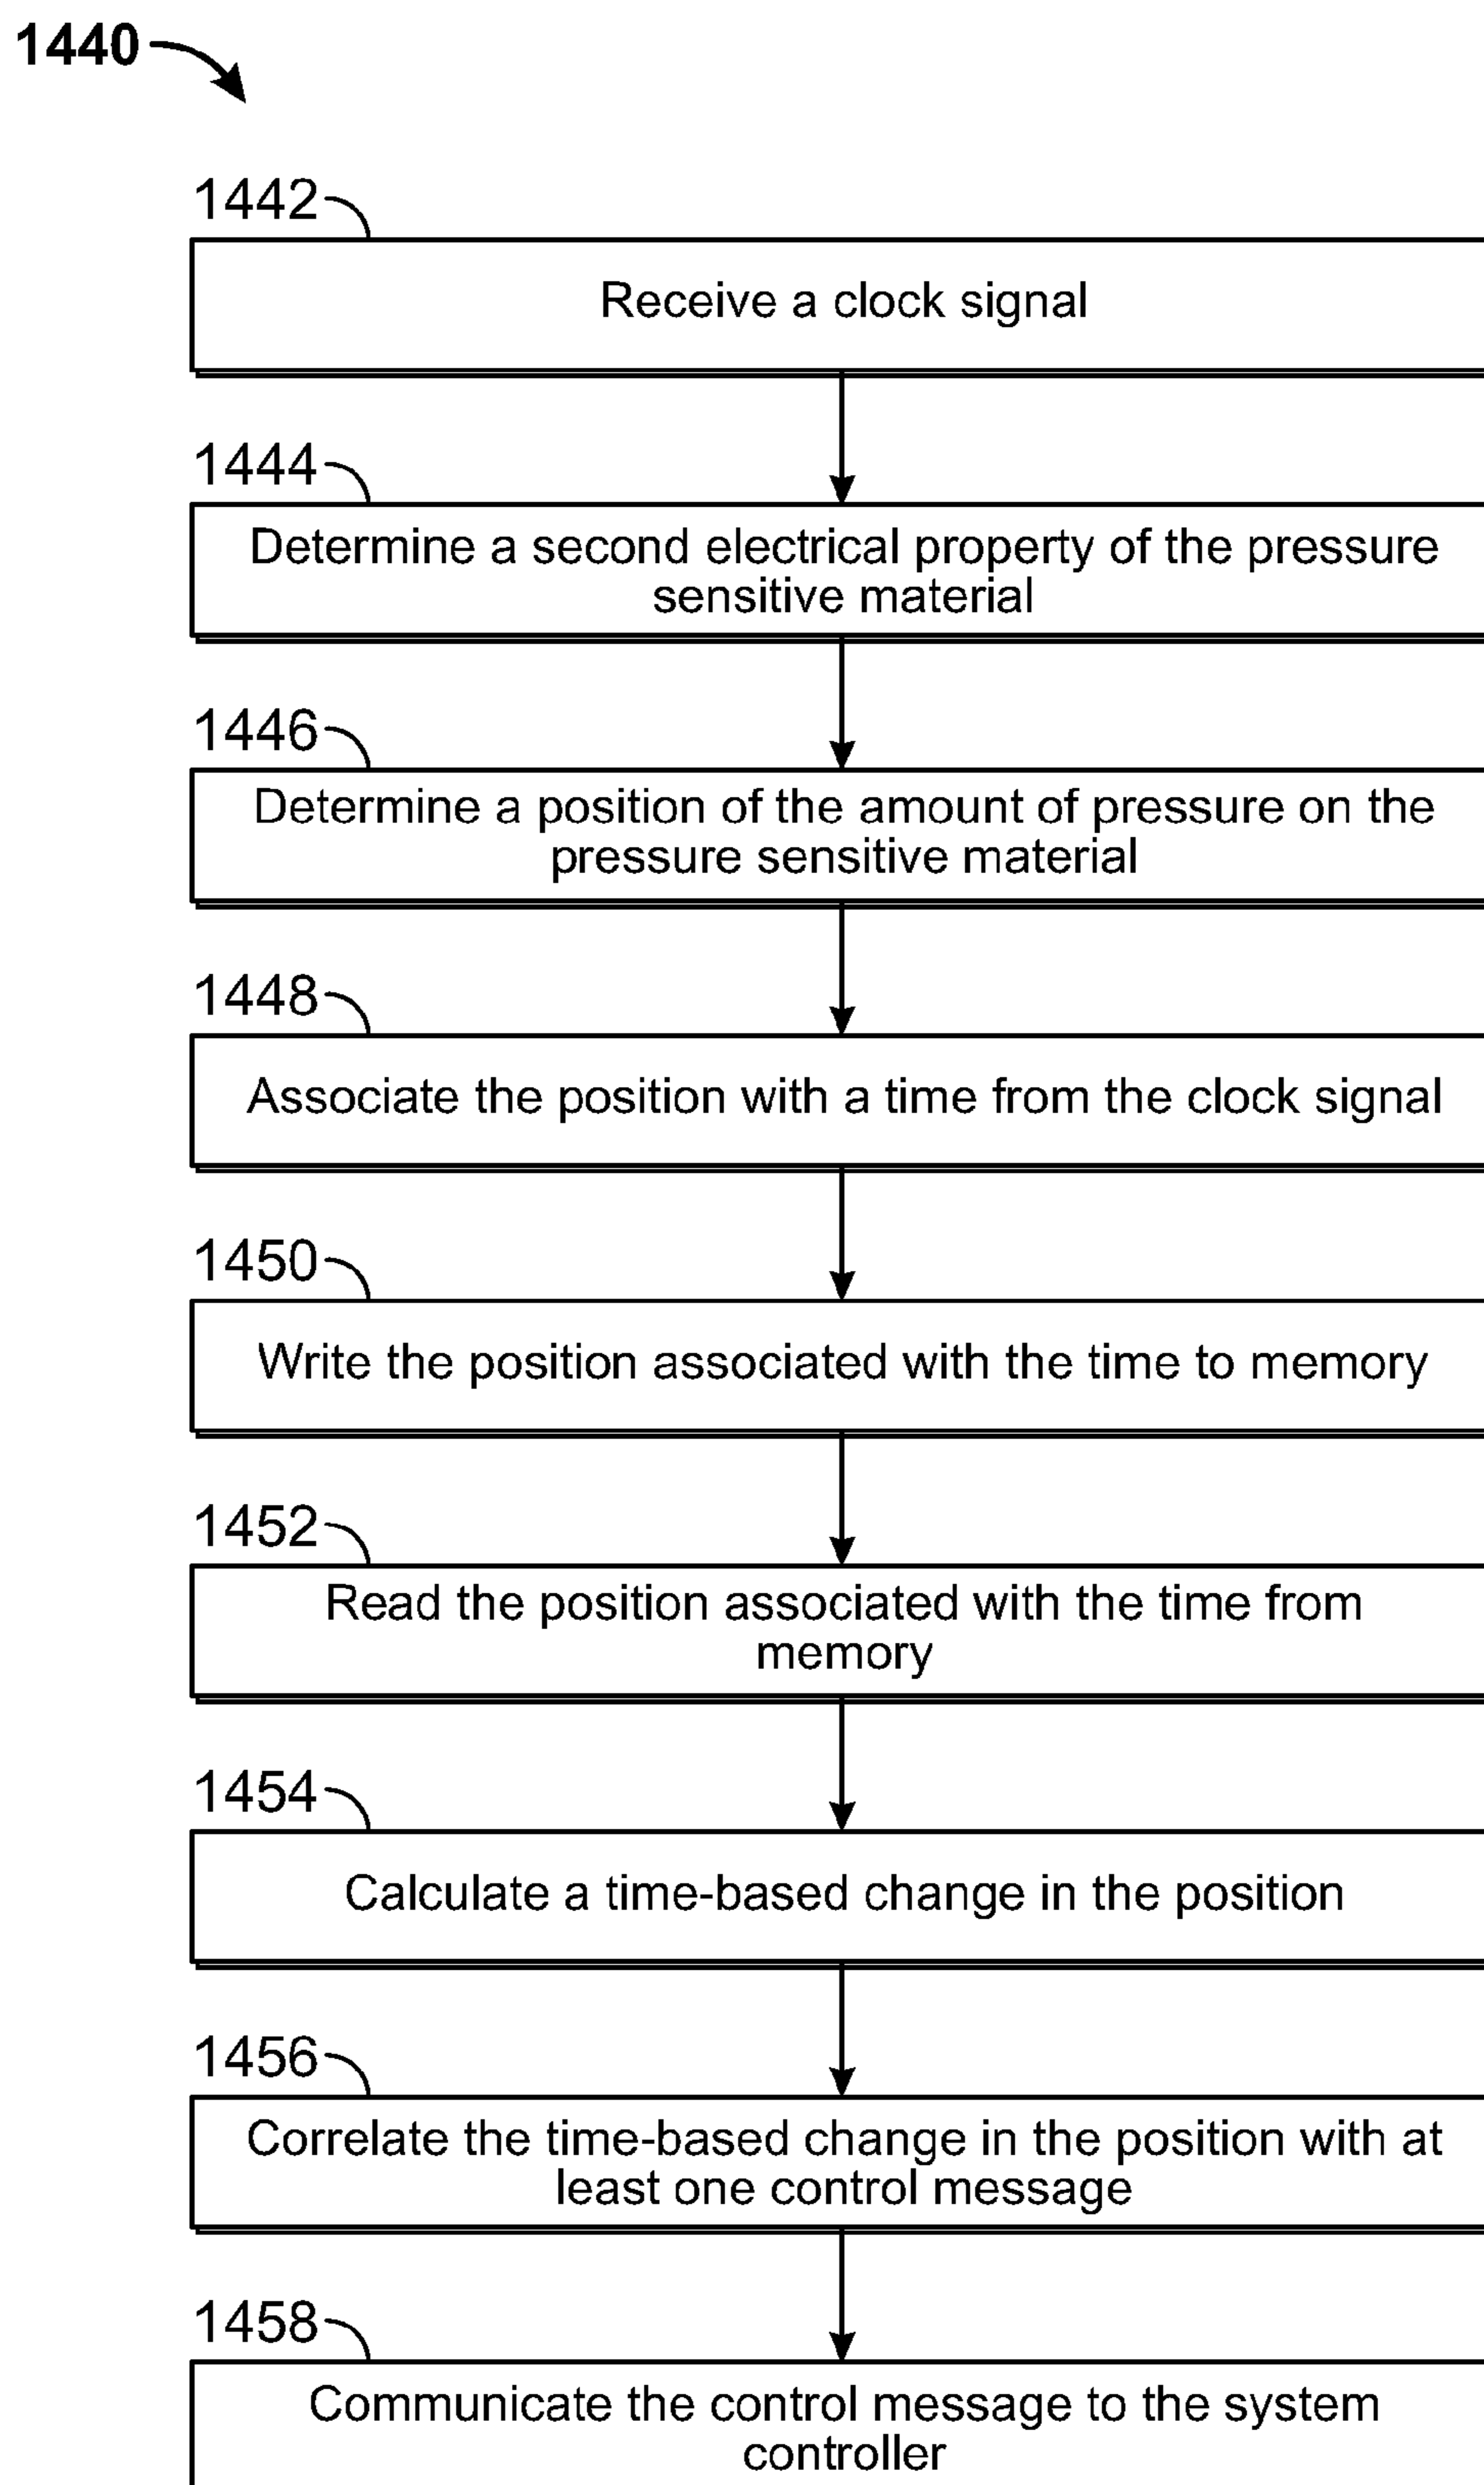 1440
1442
Receive a clock signal
1444
Determine a second electrical property of the pressure
sensitive material
1446
Determine a position of the amount of pressure on the
pressure sensitive material
1448
Associate the position with a time from the clock signal
1450
Write the position associated with the time to memory
1452
Read the position associated with the time from
memory
1454
Calculate a time-based change in the position
1456
Correlate the time-based change in the position with at
least one control message
1458
Communicate the control message to the system
controller